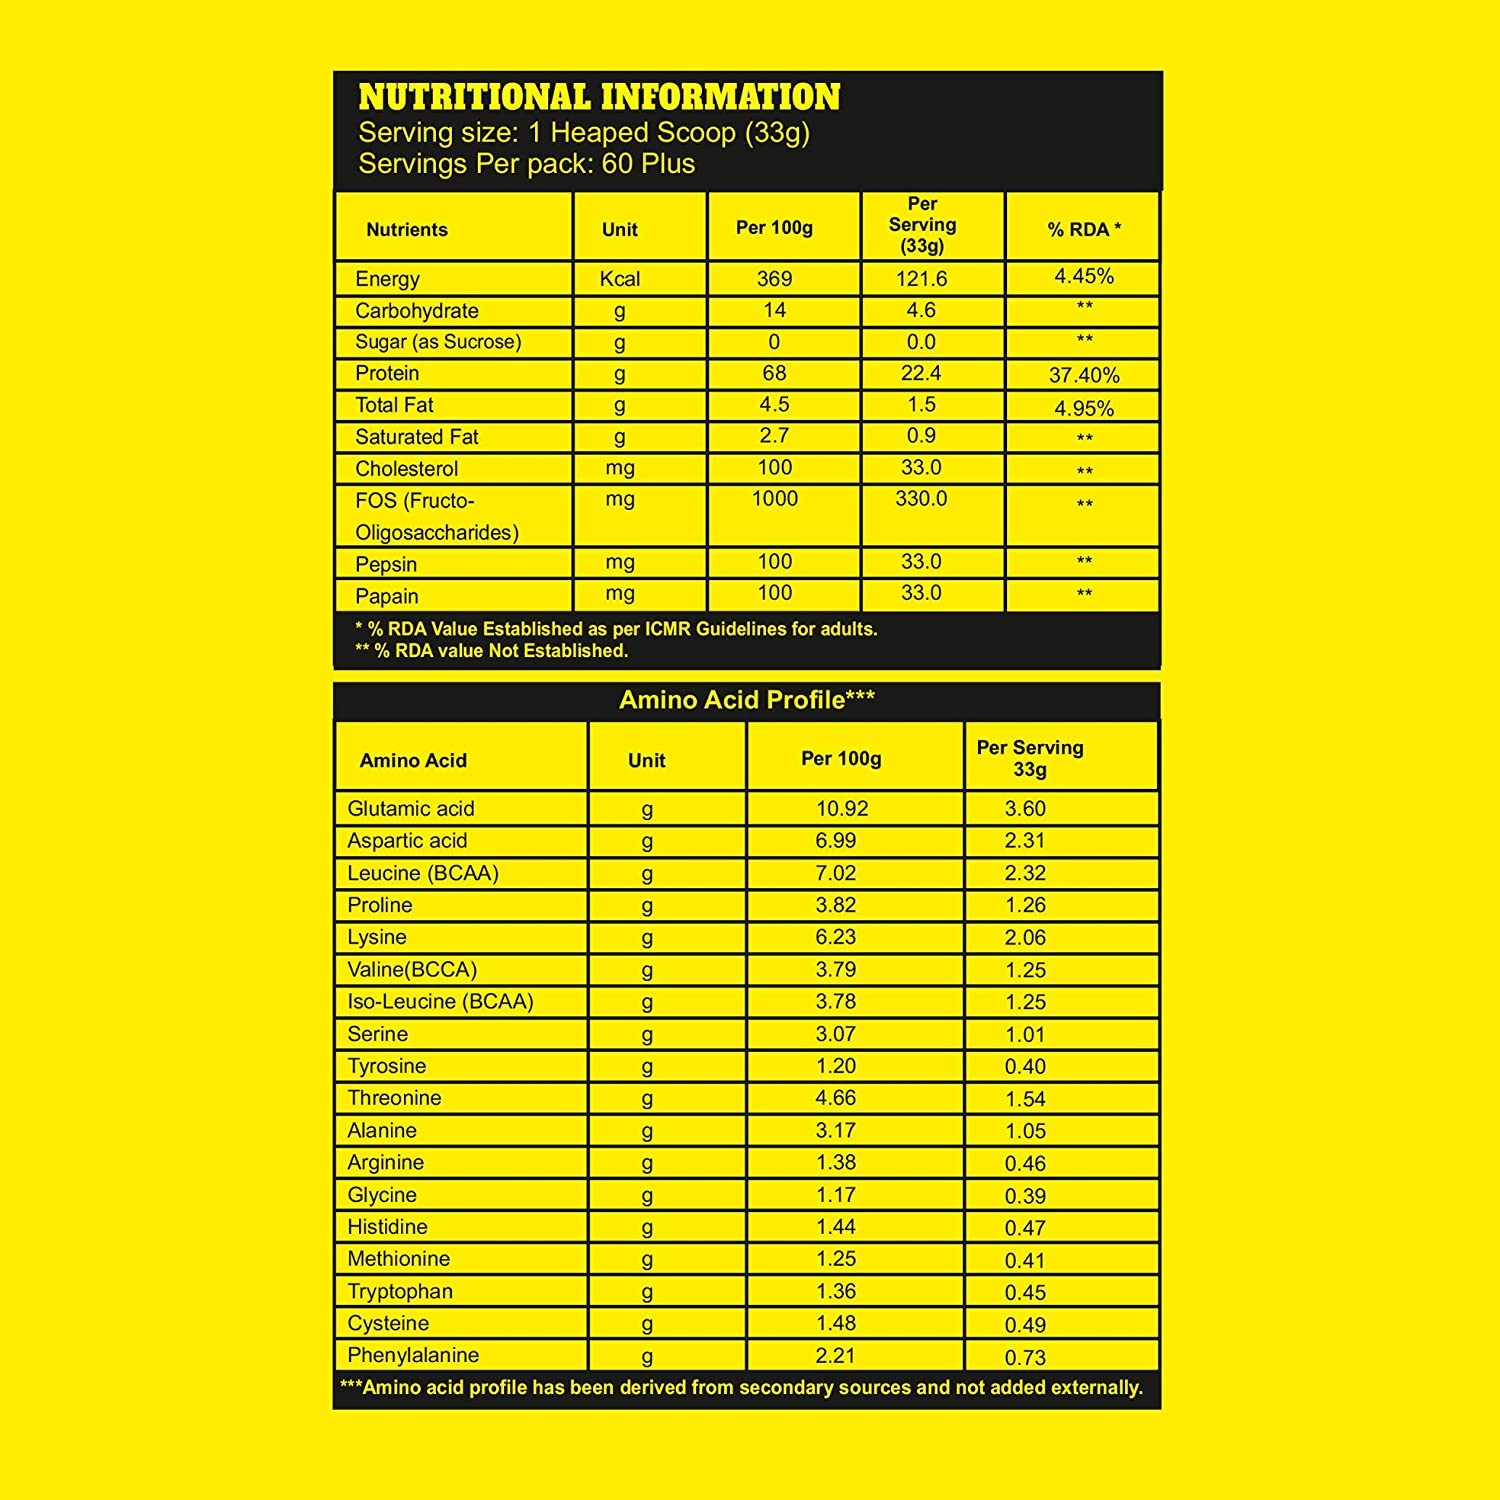 NUTRITIONAL INFORMATION
Serving size: 1 Heaped Scoop (33g)
Servings Per pack: 60 Plus
Nutrients Unit Per 100g Per Serving (33g) % RDA *
Energy Kcal 369 121.6 4.45%
Carbohydrate g 14 4.6 **
Sugar (as Sucrose) g 0 0.0 **
Protein g 68 22.4 37.40%
Total Fat g 4.5 1.5 4.95%
Saturated Fat g 2.7 0.9 **
Cholesterol mg 100 33.0 **
FOS (Fructo- mg 1000 330.0 **
Oligosaccharides)
Pepsin mg 100 33.0 **
Papain mg 100 33.0 **
* % RDA Value Established as per ICMR Guidelines for adults.
** % RDA value Not Established.
Amino Acid Profile***
Amino Acid Unit Per 100g Per Serving 33g
Glutamic acid g 10.92 3.60
Aspartic acid g 6.99 2.31
Leucine (BCAA) g 7.02 2.32
Proline g 3.82 1.26
Lysine g 6.23 2.06
Valine(BCCA) g 3.79 1.25
Iso-Leucine (BCAA) g 3.78 1.25
Serine g 3.07 1.01
Tyrosine g 1.20 0.40
Threonine g 4.66 1.54
Alanine g 3.17 1.05
Arginine g 1.38 0.46
Glycine g 1.17 0.39
Histidine g 1.44 0.47
Methionine g 1.25 0.41
Tryptophan g 1.36 0.45
Cysteine g 1.48 0.49
Phenylalanine g 2.21 0.73
***Amino acid profile has been derived from secondary sources and not added externally.